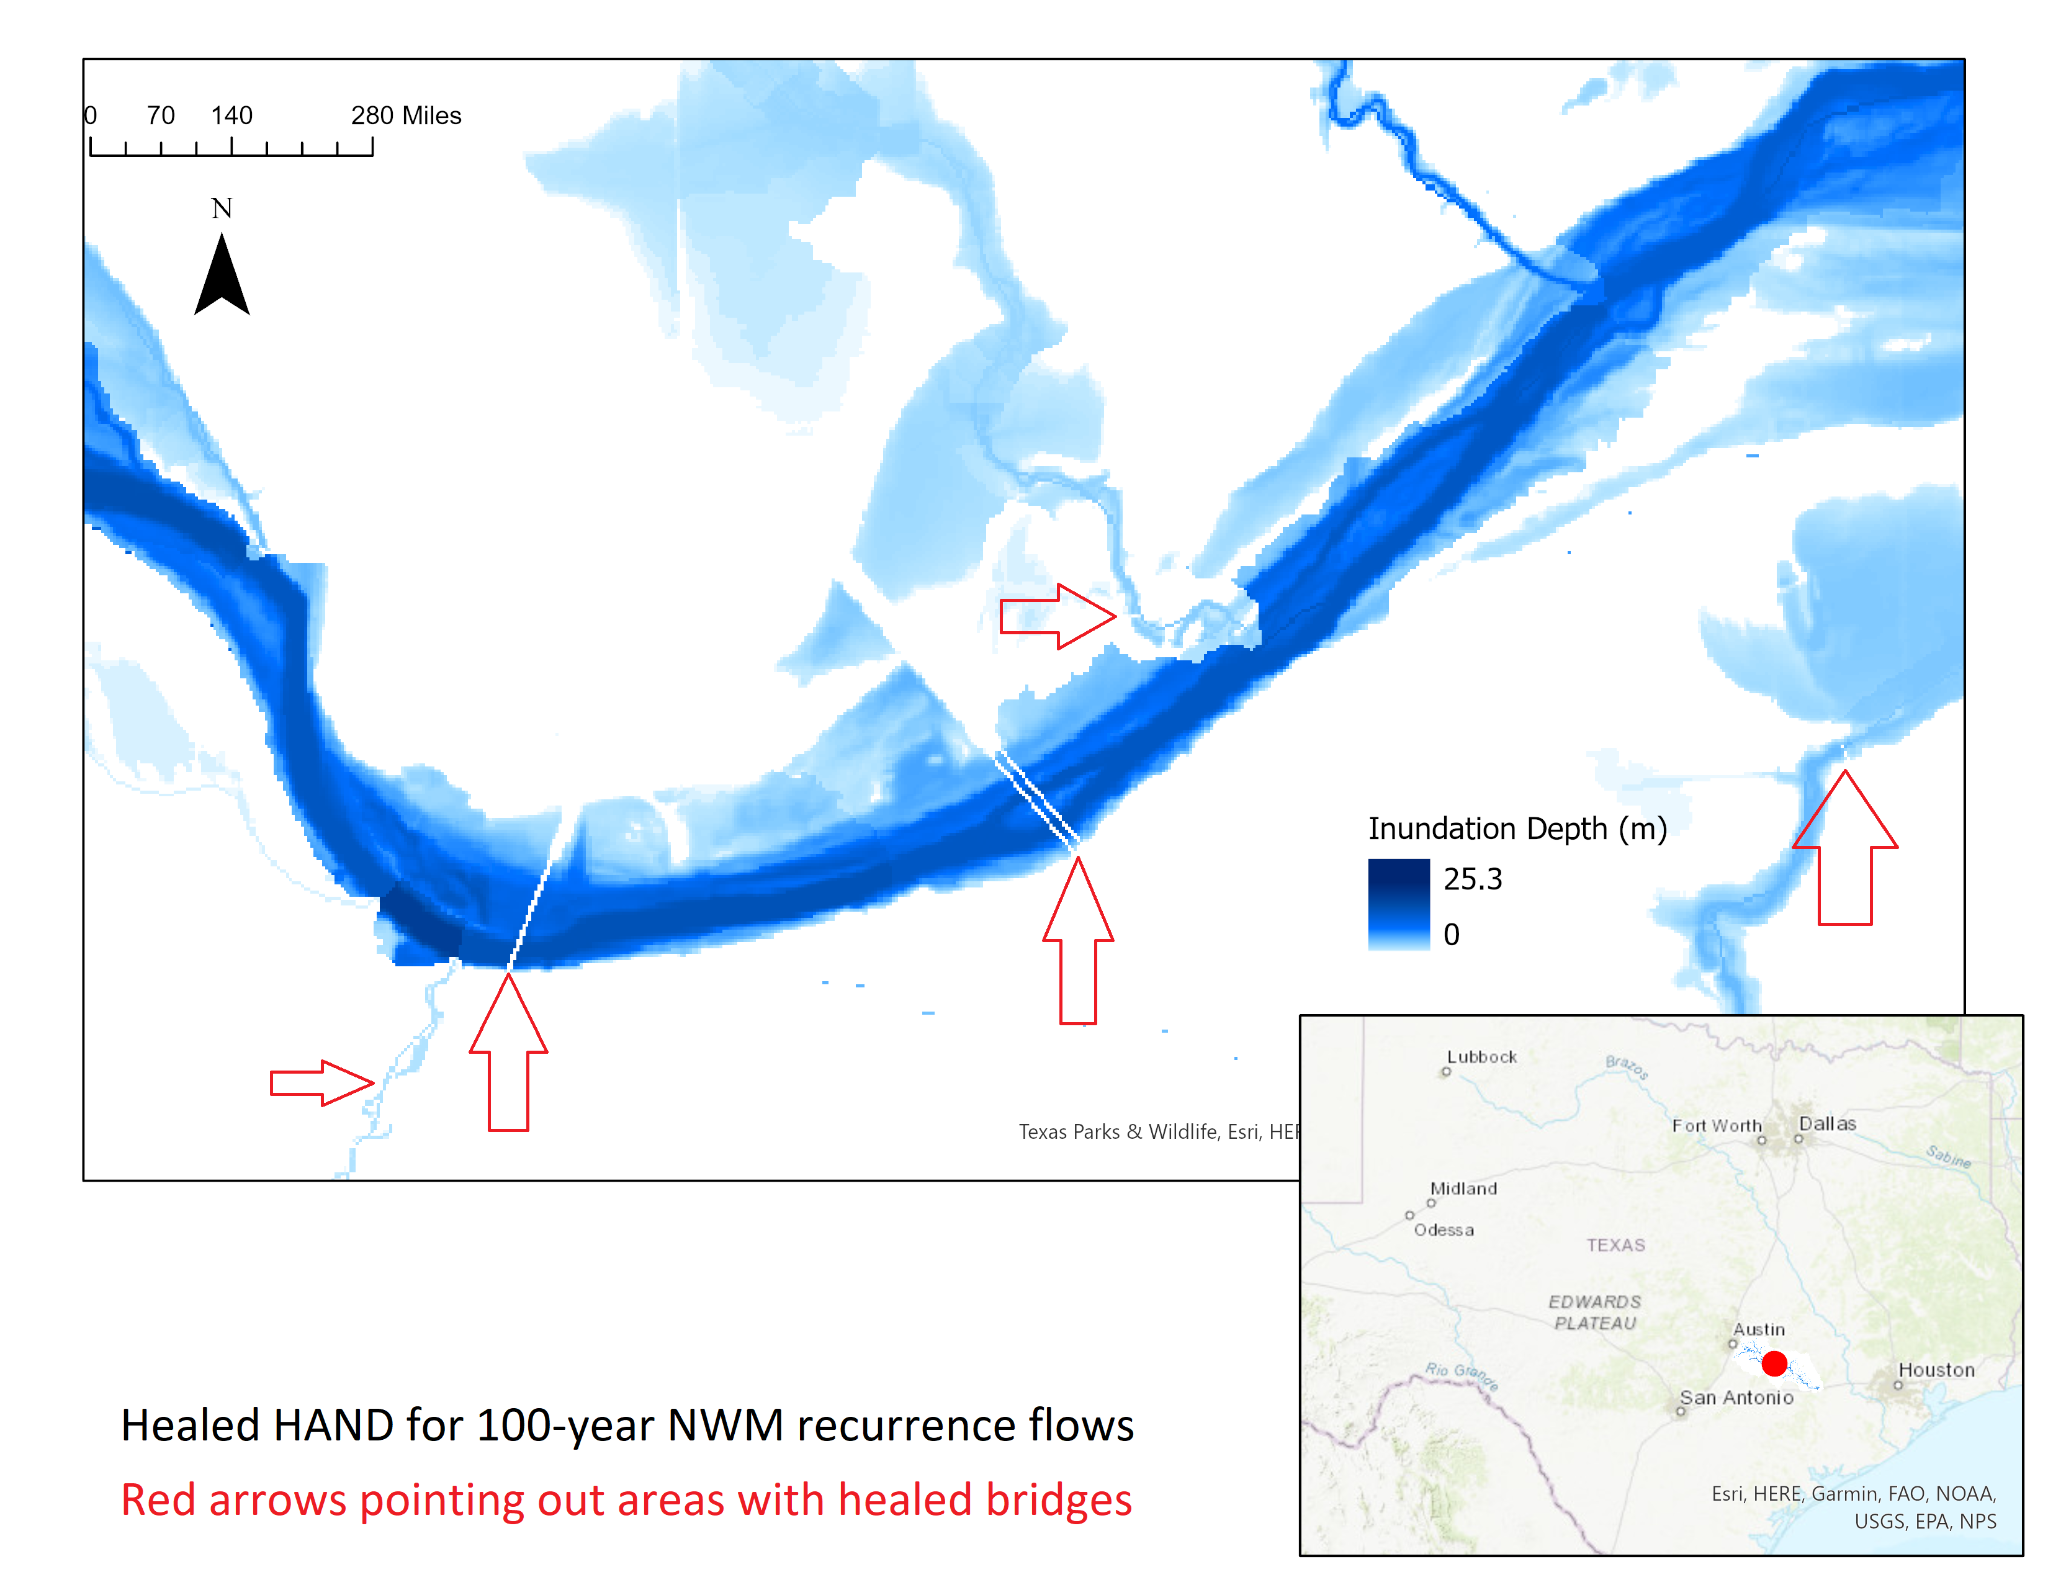 0 70 140 280 Miles
N
Inundation Depth (m)
25.3
0
Texas Parks & Wildlife, Esri, HE
Lubbock
Brazos
Fort Worth
Dallas
Sabine
Midland
Odessa
TEXAS
EDWARDS
PLATEAU
Austin
Rio Grande
Houston
San Antonio
Esri, HERE, Garmin, FAO, NOAA,
USGS, EPA, NPS
Healed HAND for 100-year NWM recurrence flows
Red arrows pointing out areas with healed bridges